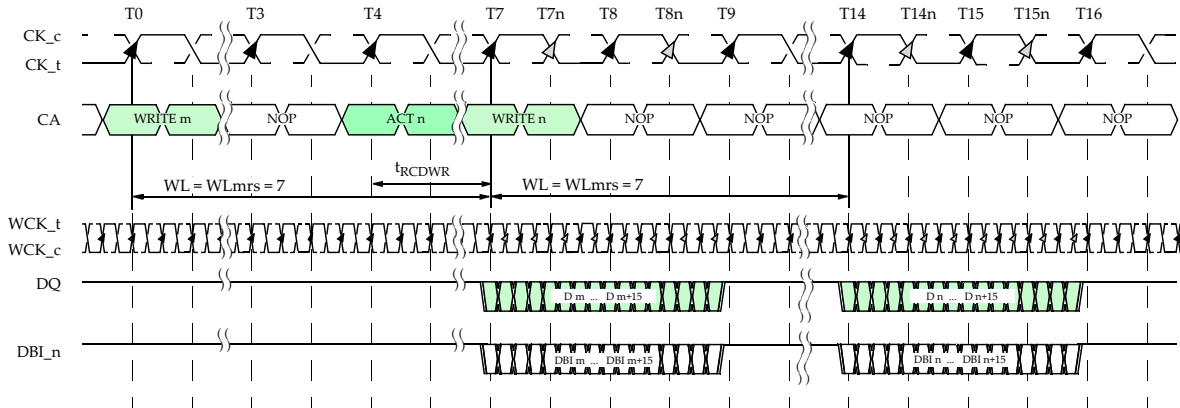 T0 T3 T4 T7 T7n T8 T8n T9 T14 T14n T15 T15n T16
CK_c
CK_t
CA WRITE m NOP ACT n WRITE n NOP NOP NOP NOP NOP
tRCDWR
WL = WLmrs = 7 WL = WLmrs = 7
WCK_t
WCK_c
DQ
D m ... D m+15 D n ... D n+15
DBI_n
DBI m ... DBI m+15 DBI n ... DBI n+15